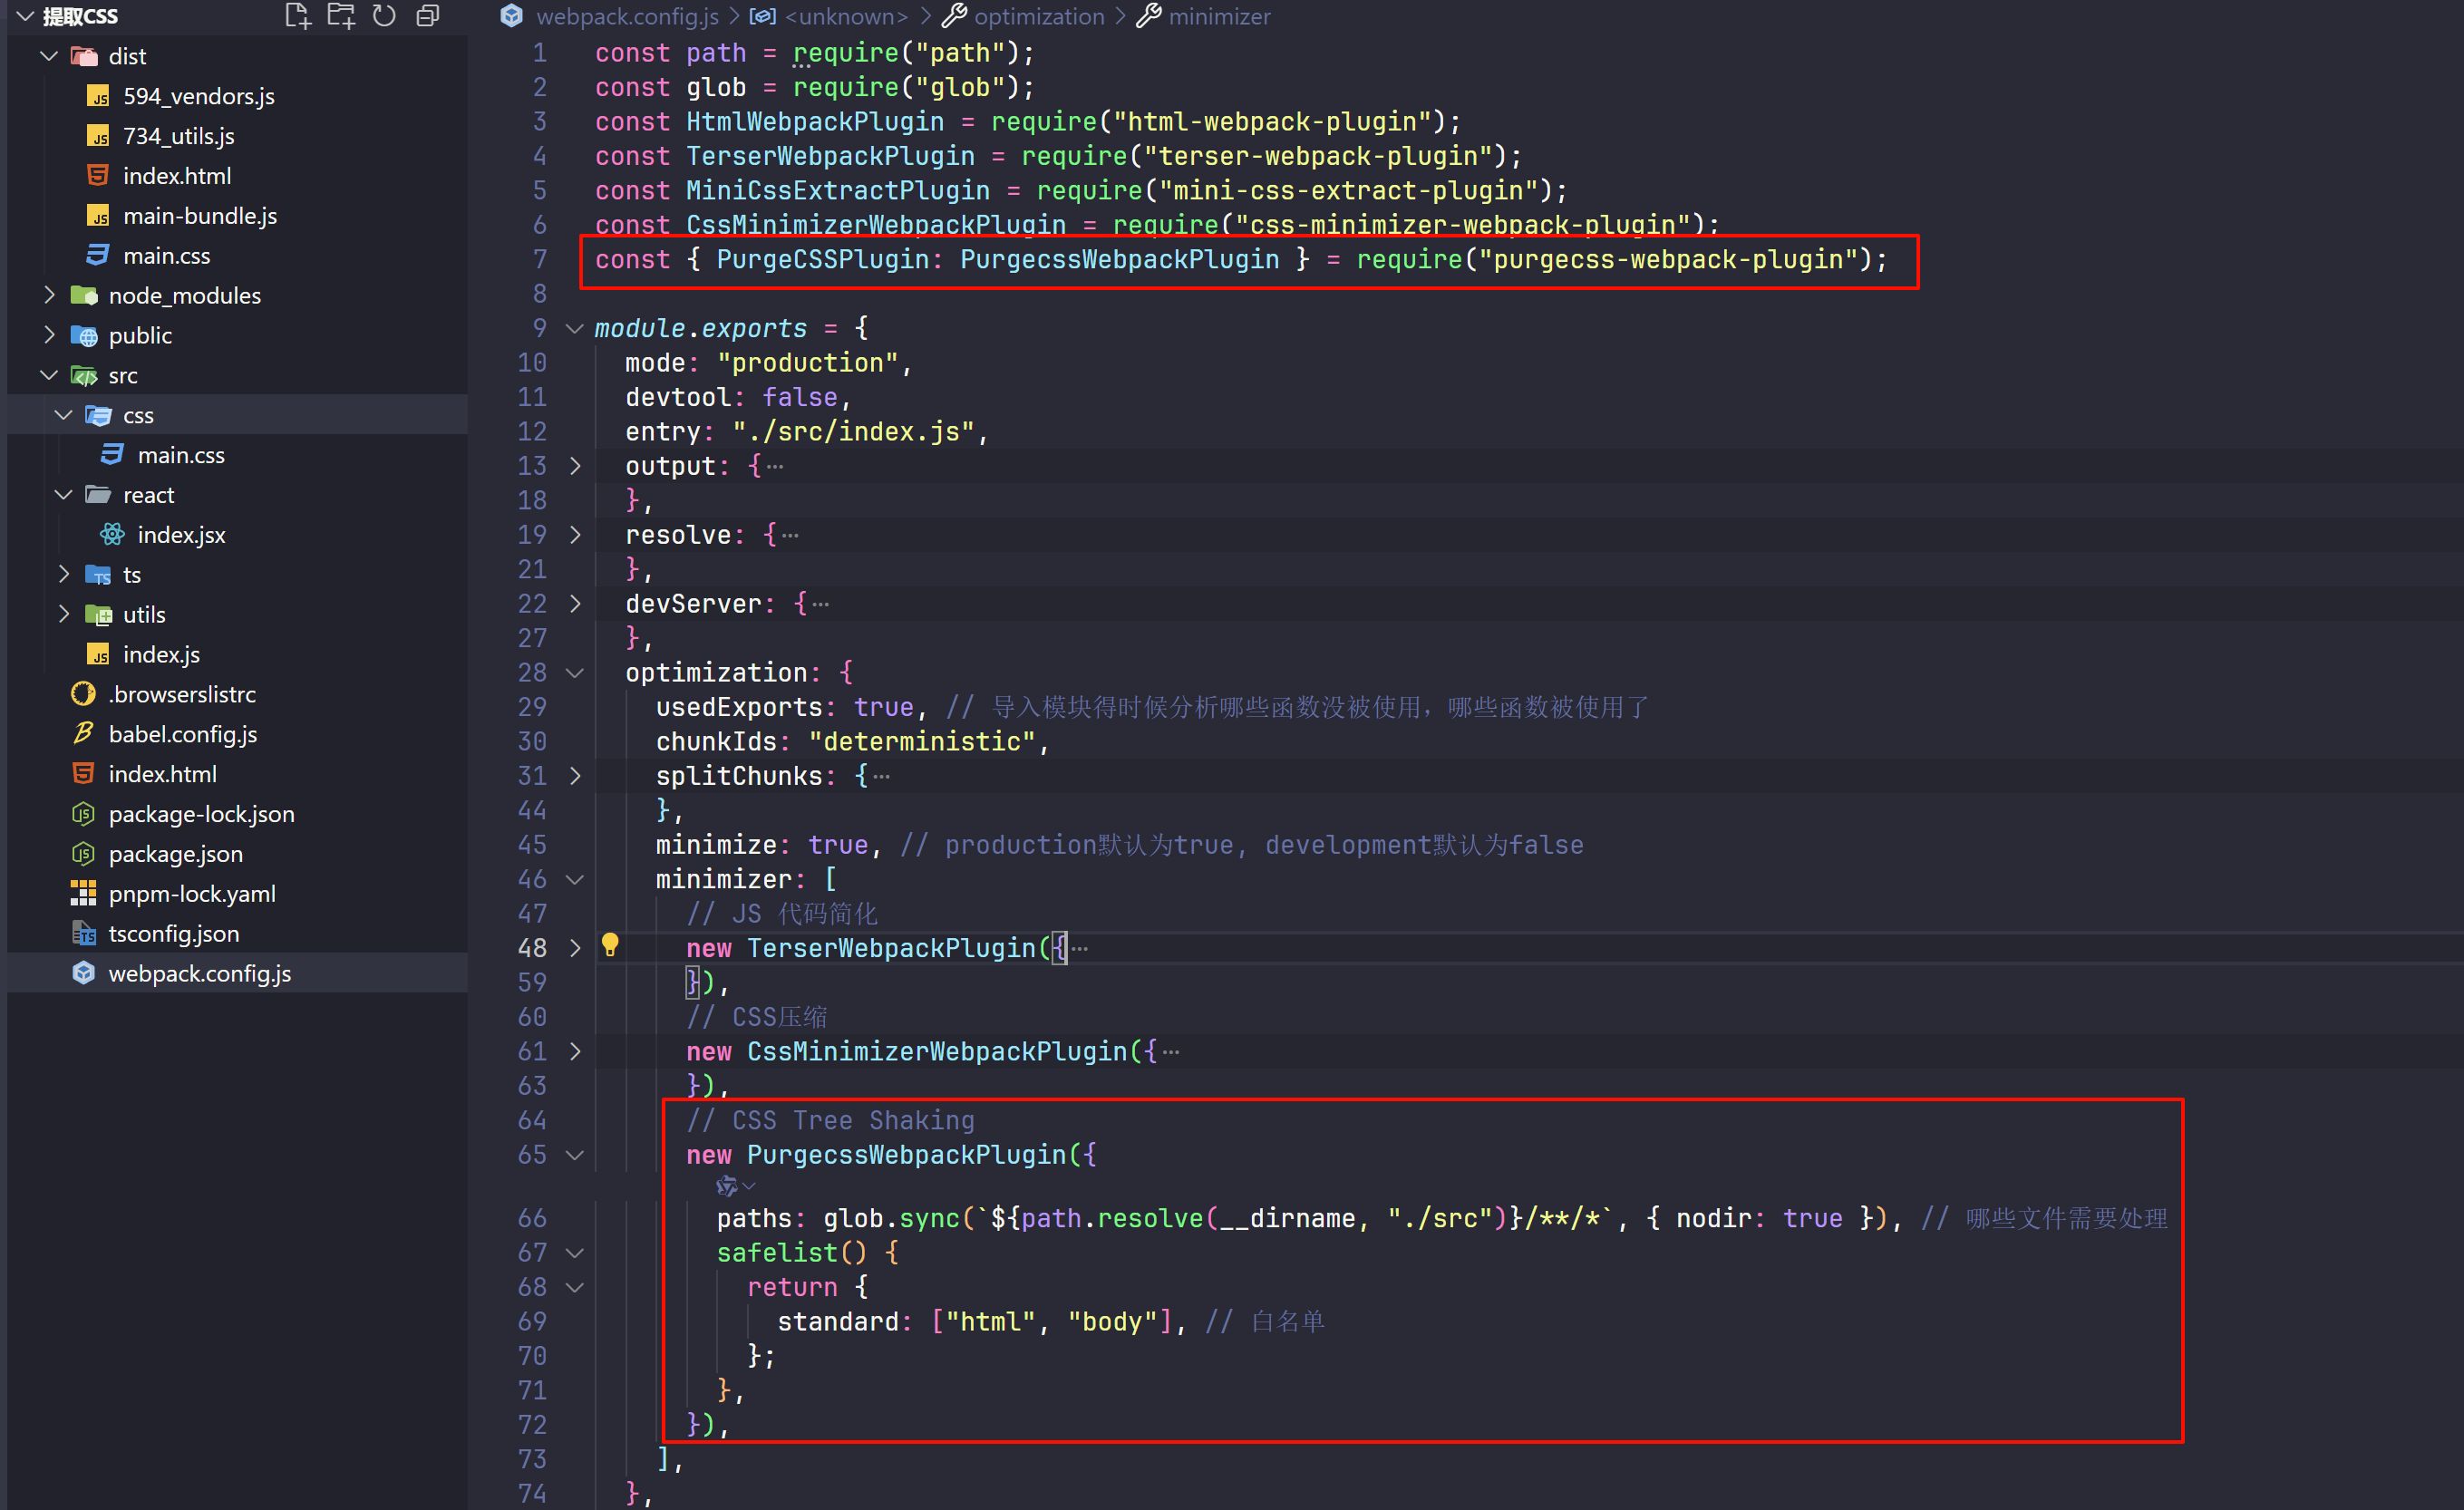 提取CSS
dist
594_vendors.js
734_utils.js
index.html
main-bundle.js
main.css
node_modules
public
src
css
main.css
react
index.jsx
ts
utils
index.js
.browserslistrc
babel.config.js
index.html
package-lock.json
package.json
pnpm-lock.yaml
tsconfig.json
webpack.config.js
webpack.config.js > <unknown> > optimization > minimizer
1 const path = require("path");
2 const glob = require("glob");
3 const HtmlWebpackPlugin = require("html-webpack-plugin");
4 const TerserWebpackPlugin = require("terser-webpack-plugin");
5 const MiniCssExtractPlugin = require("mini-css-extract-plugin");
6 const CssMinimizerWebpackPlugin = require("css-minimizer-webpack-plugin");
7 const { PurgeCSSPlugin: PurgecssWebpackPlugin } = require("purgecss-webpack-plugin");
8
9 module.exports = {
10 mode: "production",
11 devtool: false,
12 entry: "./src/index.js",
13 output: {···
18 },
19 resolve: {···
21 },
22 devServer: {···
27 },
28 optimization: {
29 usedExports: true, // 导入模块得时候分析哪些函数没被使用，哪些函数被使用了
30 chunkIds: "deterministic",
31 splitChunks: {···
44 },
45 minimize: true, // production默认为true, development默认为false
46 minimizer: [
47 // JS 代码简化
48 new TerserWebpackPlugin({···
59 }),
60 // CSS压缩
61 new CssMinimizerWebpackPlugin({···
63 }),
64 // CSS Tree Shaking
65 new PurgecssWebpackPlugin({
66 paths: glob.sync(`${path.resolve(__dirname, "./src")}/**/*`, { nodir: true }), // 哪些文件需要处理
67 safelist() {
68 return {
69 standard: ["html", "body"], // 白名单
70 };
71 },
72 }),
73 ],
74 },